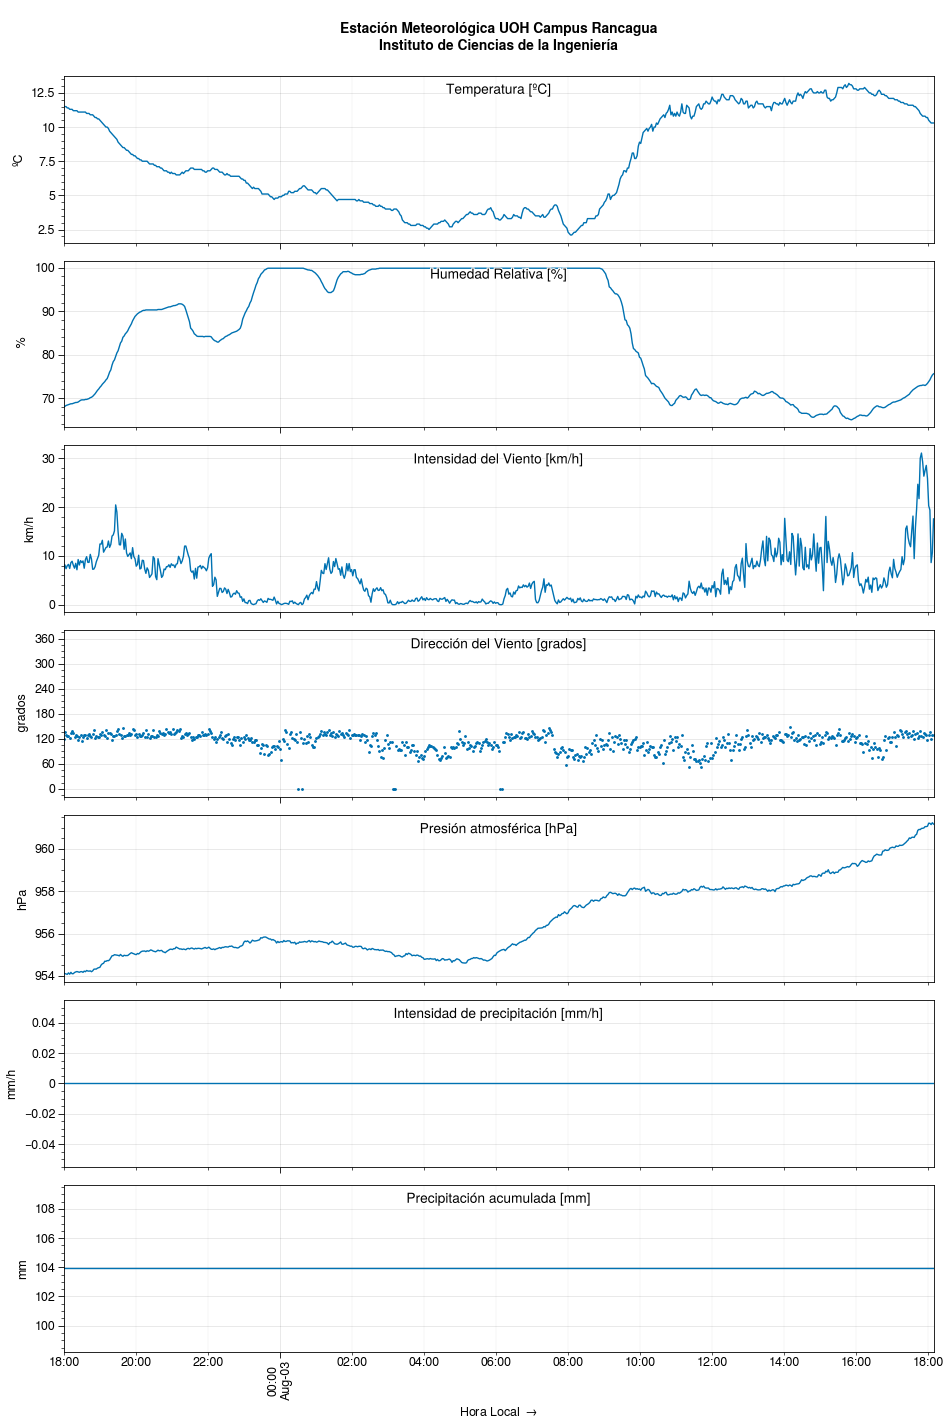 Estación Meteorológica UOH Campus Rancagua
Instituto de Ciencias de la Ingeniería
Temperatura [ºC]
ºC
12.5
10
7.5
5
2.5
Humedad Relativa [%]
%
100
90
80
70
Intensidad del Viento [km/h]
km/h
30
20
10
0
Dirección del Viento [grados]
grados
360
300
240
180
120
60
0
Presión atmosférica [hPa]
hPa
960
958
956
954
Intensidad de precipitación [mm/h]
mm/h
0.04
0.02
0
−0.02
−0.04
Precipitación acumulada [mm]
mm
108
106
104
102
100
18:00 20:00 22:00 00:00 02:00 04:00 06:00 08:00 10:00 12:00 14:00 16:00 18:00
Aug-03
Hora Local →